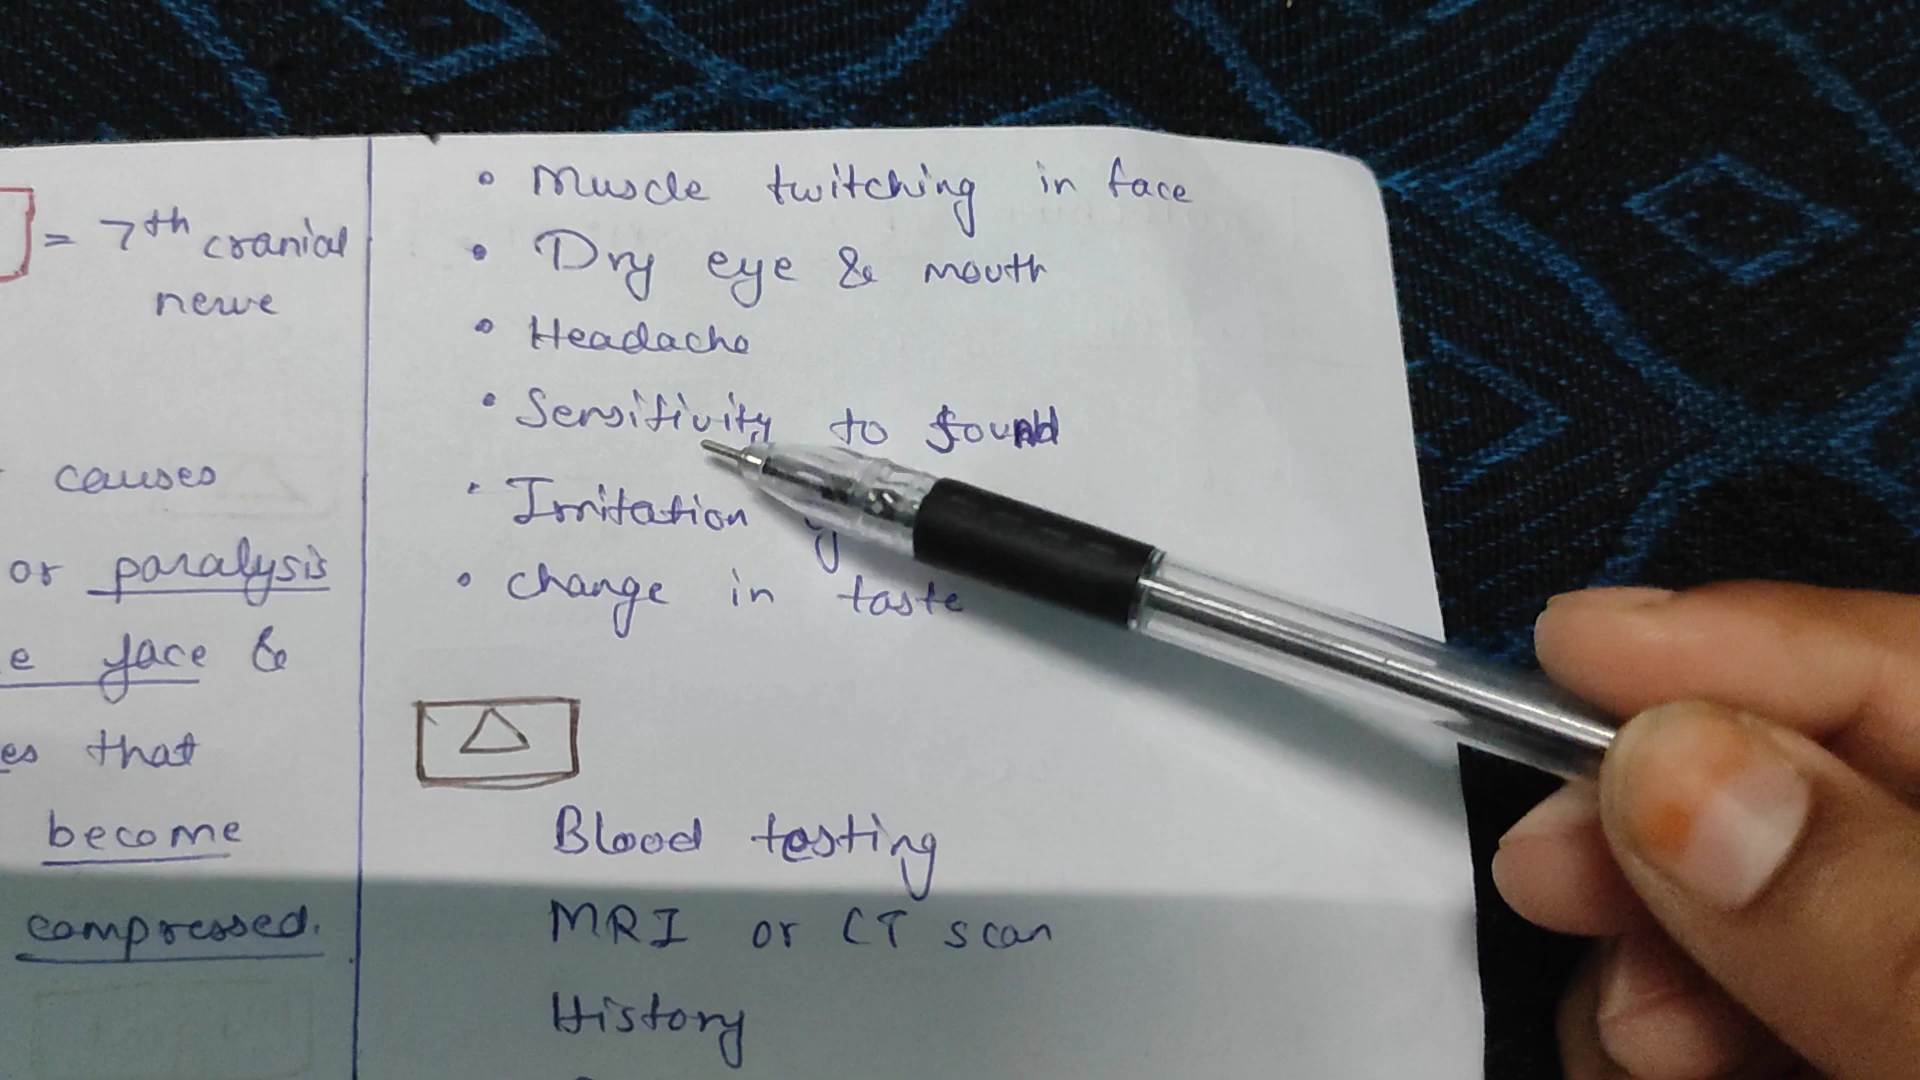 = 7th cranial
nerve
causes
or paralysis
e face &
es that
become
compressed.
• Muscle twitching in face
• Dry eye & mouth
• Headache
• Sensitivity to sound
• Irritation
• change in taste
△
Blood testing
MRI or CT scan
History